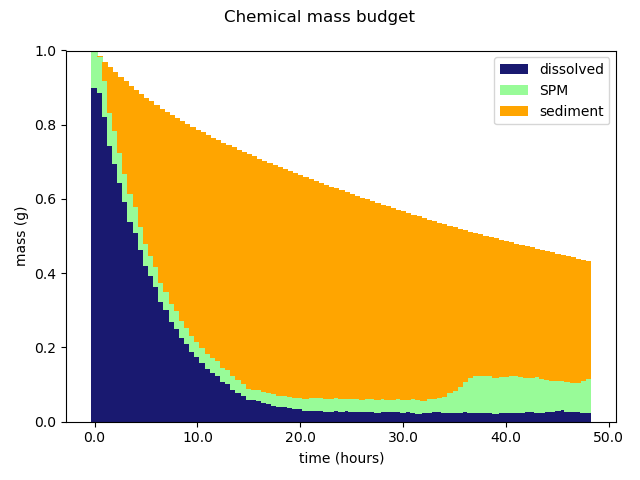 Chemical mass budget
1.0
0.8
0.6
0.4
0.2
0.0
mass (g)
dissolved
SPM
sediment
0.0 10.0 20.0 30.0 40.0 50.0
time (hours)